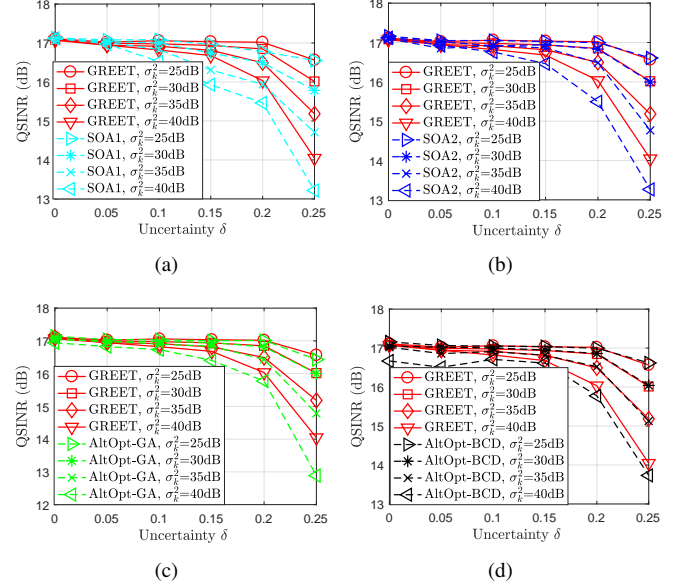 18
17
16
15
14
13
QSINR (dB)
GREET, σ_k^2=25dB
GREET, σ_k^2=30dB
GREET, σ_k^2=35dB
GREET, σ_k^2=40dB
SOA1, σ_k^2=25dB
SOA1, σ_k^2=30dB
SOA1, σ_k^2=35dB
SOA1, σ_k^2=40dB
0 0.05 0.1 0.15 0.2 0.25
Uncertainty δ
(a)
18
17
16
15
14
13
QSINR (dB)
GREET, σ_k^2=25dB
GREET, σ_k^2=30dB
GREET, σ_k^2=35dB
GREET, σ_k^2=40dB
SOA2, σ_k^2=25dB
SOA2, σ_k^2=30dB
SOA2, σ_k^2=35dB
SOA2, σ_k^2=40dB
0 0.05 0.1 0.15 0.2 0.25
Uncertainty δ
(b)
18
17
16
15
14
13
12
QSINR (dB)
GREET, σ_k^2=25dB
GREET, σ_k^2=30dB
GREET, σ_k^2=35dB
GREET, σ_k^2=40dB
AltOpt-GA, σ_k^2=25dB
AltOpt-GA, σ_k^2=30dB
AltOpt-GA, σ_k^2=35dB
AltOpt-GA, σ_k^2=40dB
0 0.05 0.1 0.15 0.2 0.25
Uncertainty δ
(c)
18
17
16
15
14
13
QSINR (dB)
GREET, σ_k^2=25dB
GREET, σ_k^2=30dB
GREET, σ_k^2=35dB
GREET, σ_k^2=40dB
AltOpt-BCD, σ_k^2=25dB
AltOpt-BCD, σ_k^2=30dB
AltOpt-BCD, σ_k^2=35dB
AltOpt-BCD, σ_k^2=40dB
0 0.05 0.1 0.15 0.2 0.25
Uncertainty δ
(d)